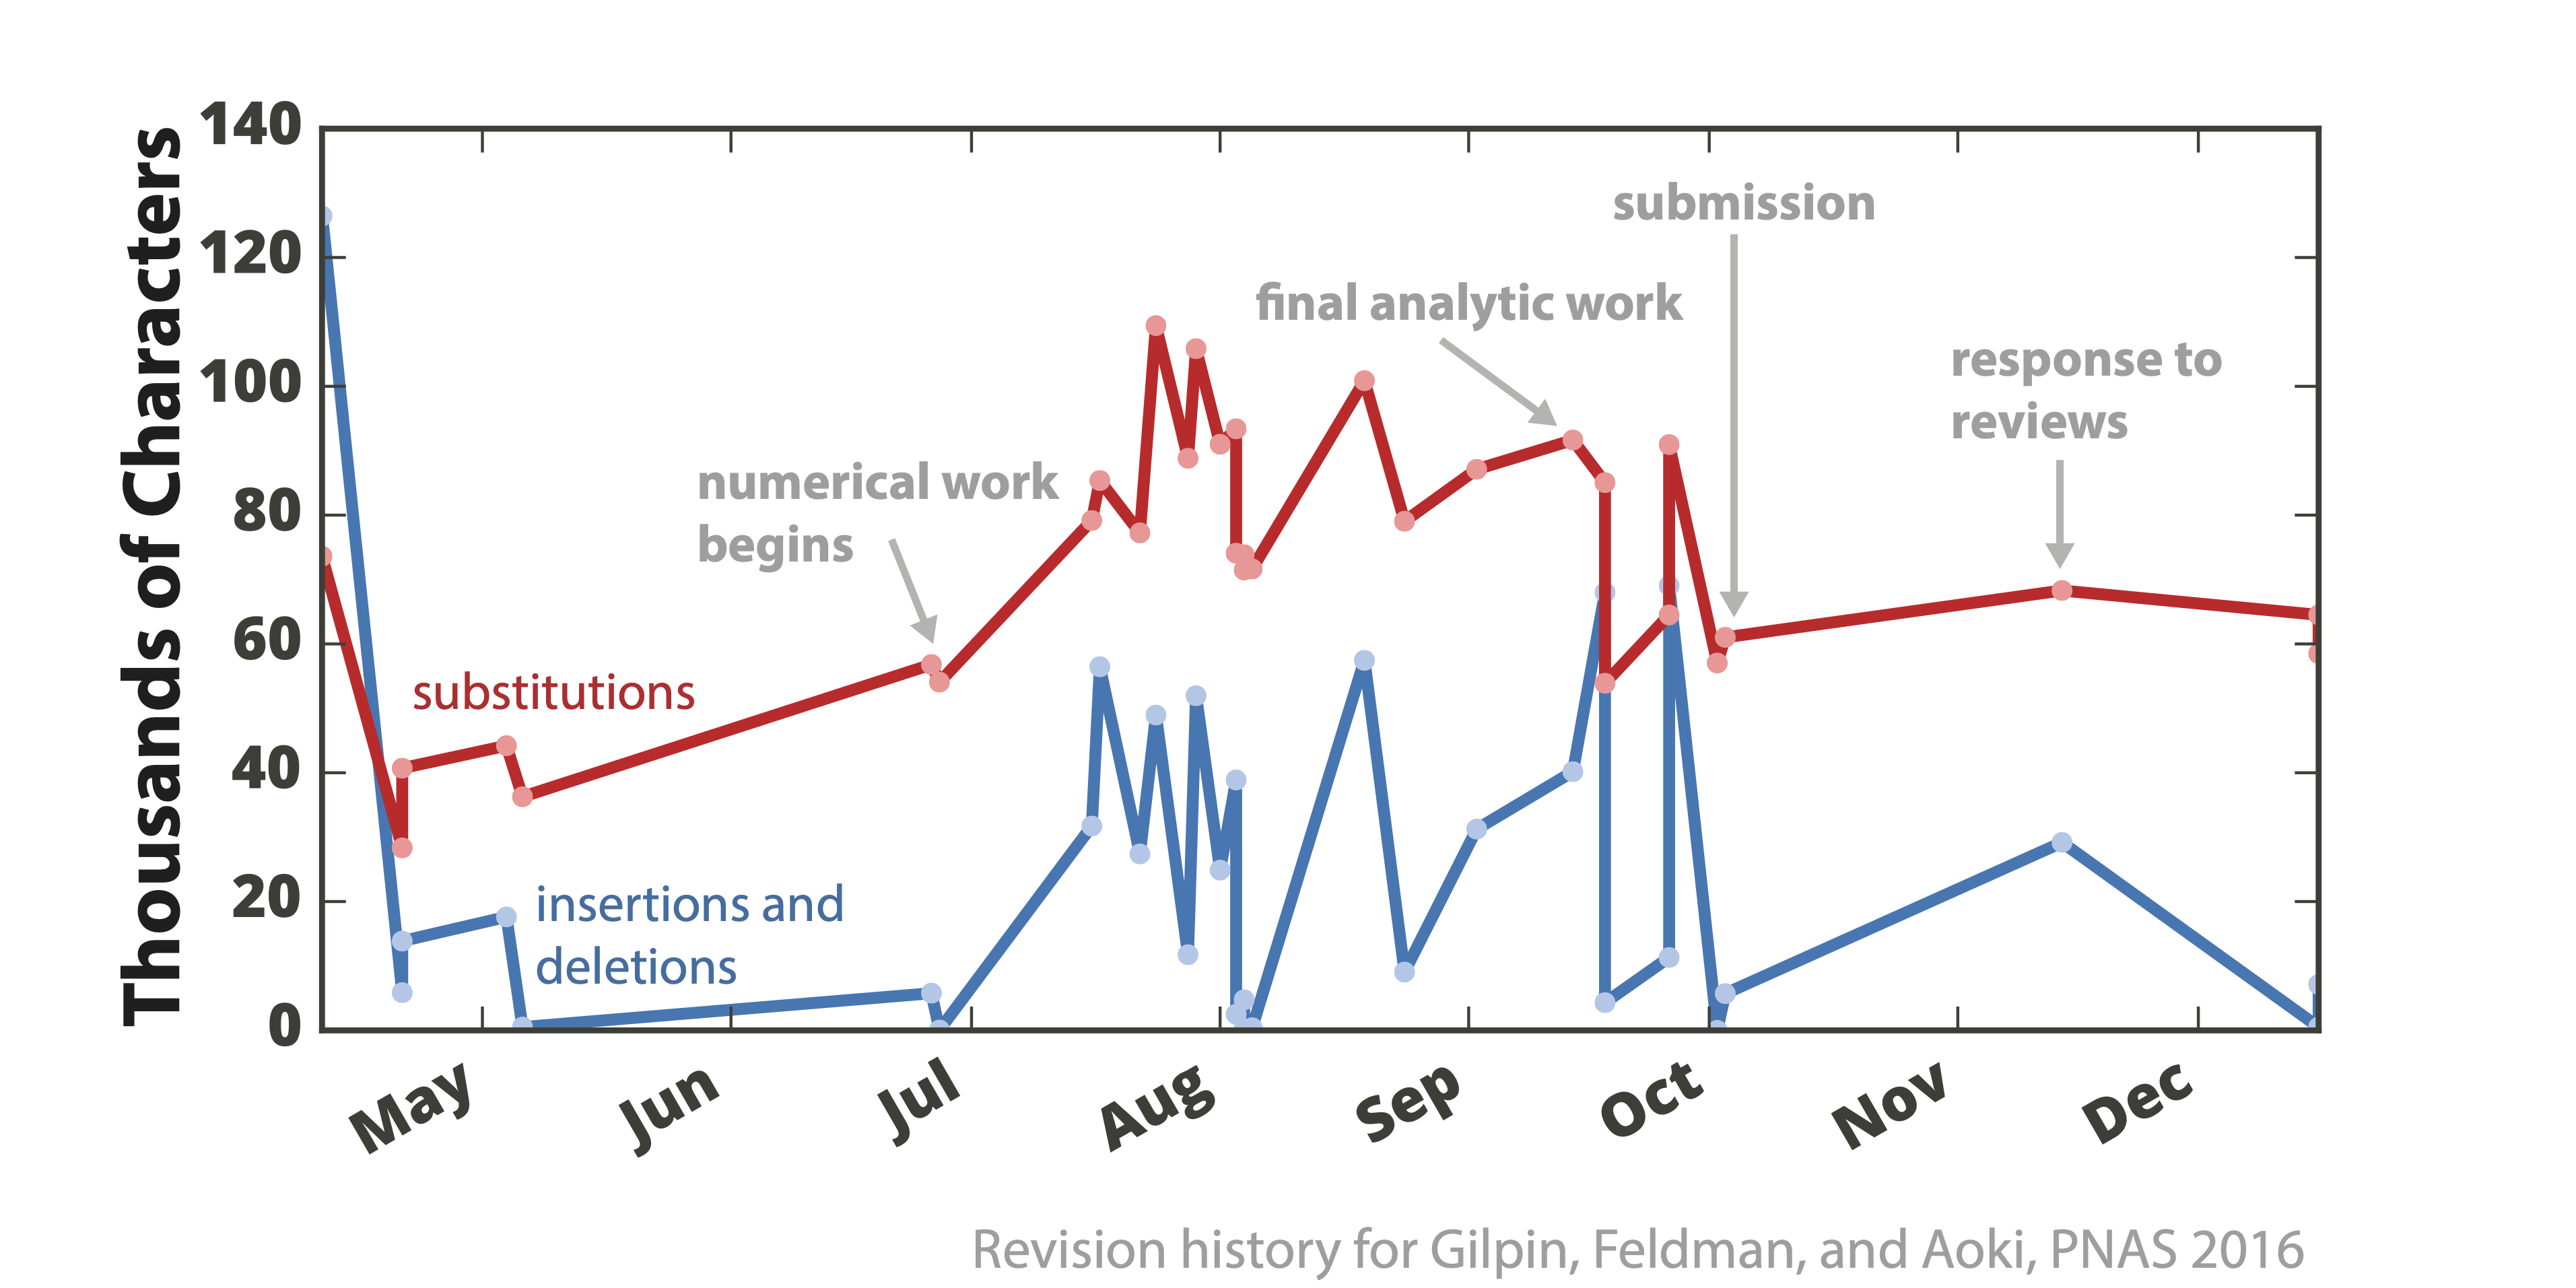 Thousands of Characters
140
120
100
80
60
40
20
0
submission
final analytic work
response to
reviews
numerical work
begins
substitutions
insertions and
deletions
May
Jun
Jul
Aug
Sep
Oct
Nov
Dec
Revision history for Gilpin, Feldman, and Aoki, PNAS 2016